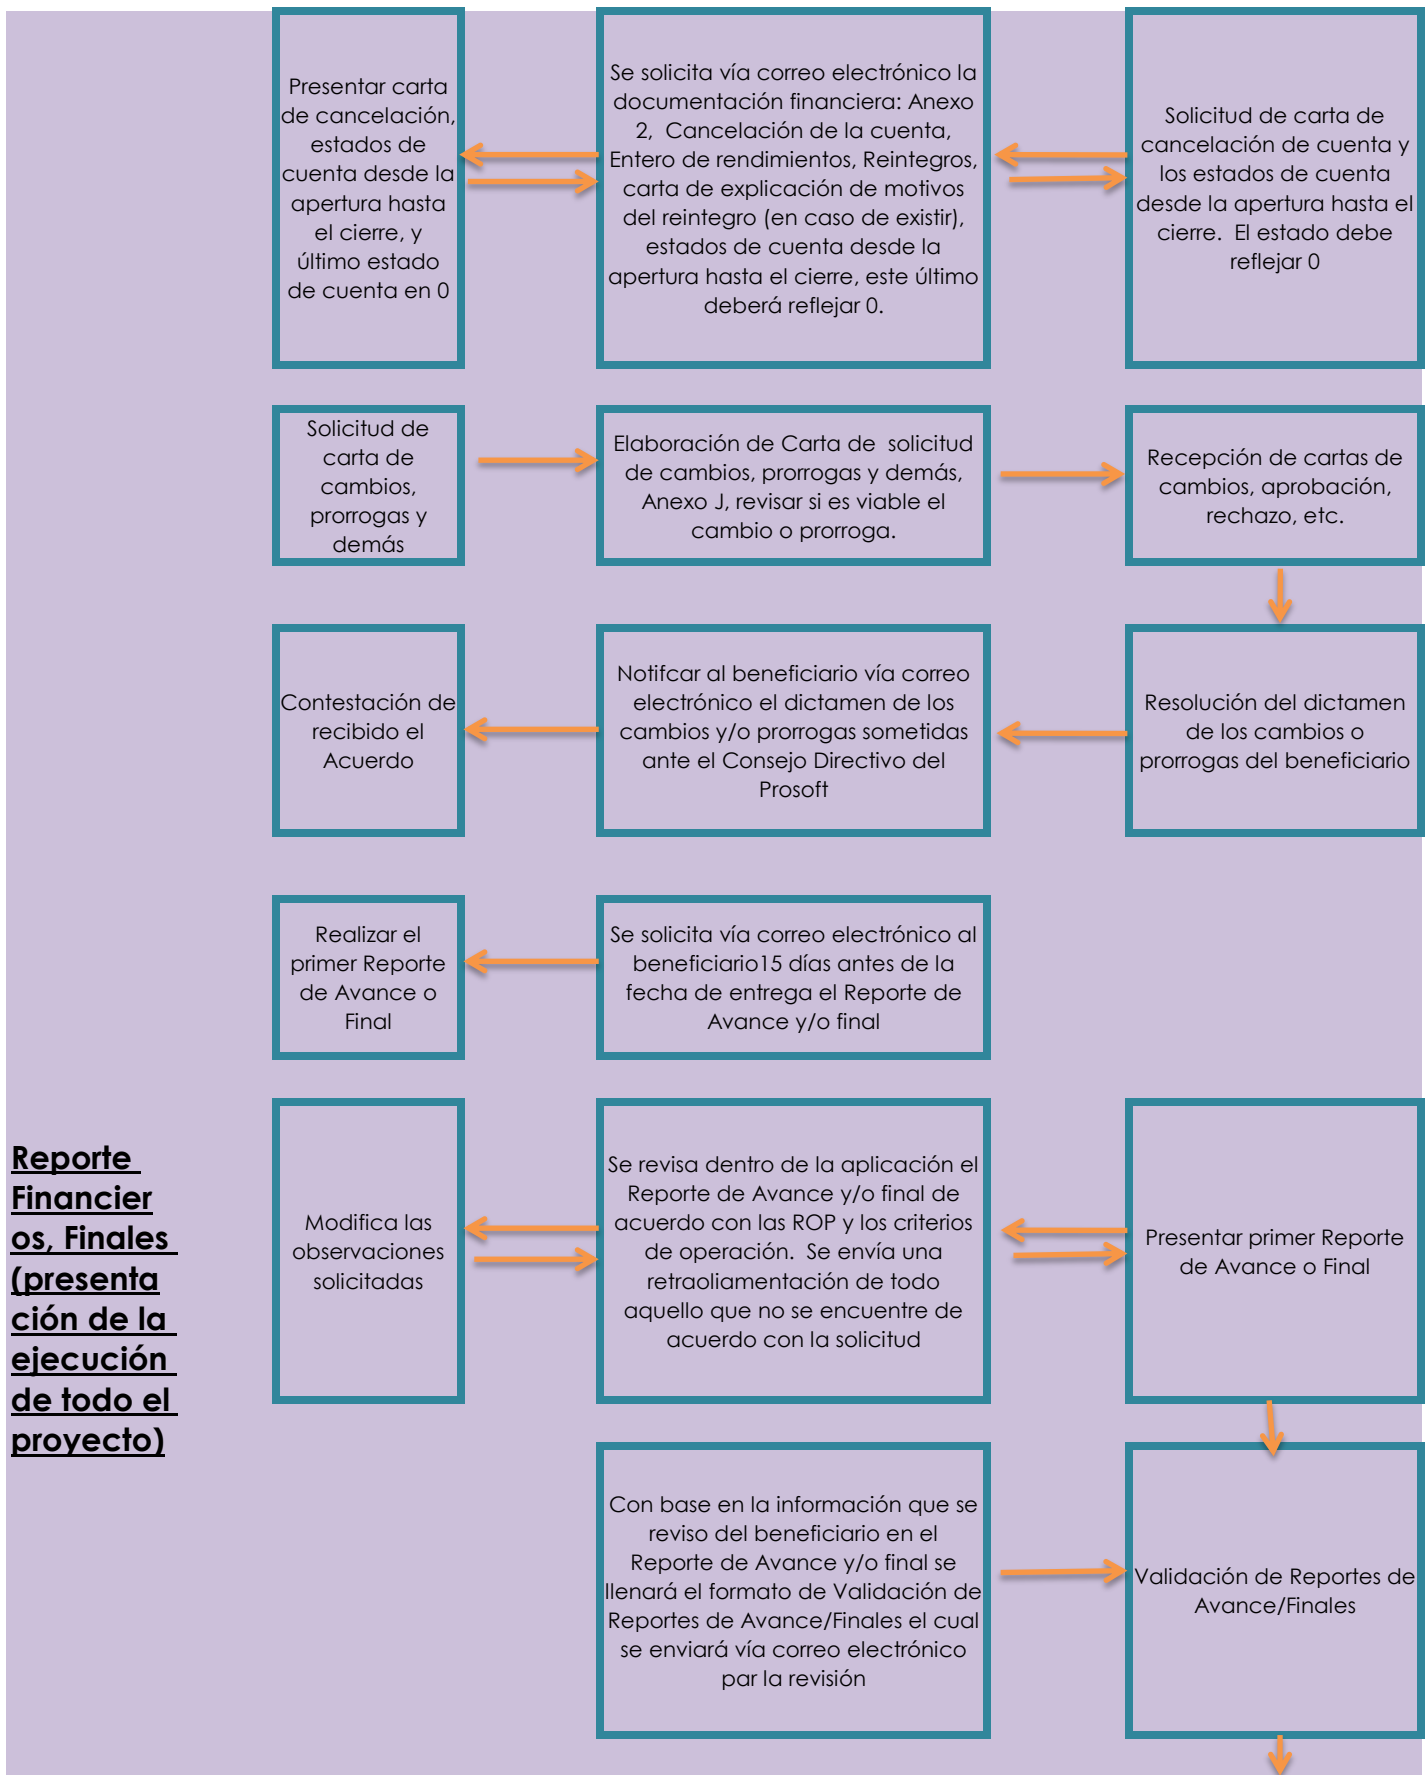 Presentar carta
de cancelación,
estados de
cuenta desde la
apertura hasta
el cierre, y
último estado
de cuenta en 0
Se solicita vía correo electrónico la
documentación financiera: Anexo
2, Cancelación de la cuenta,
Entero de rendimientos, Reintegros,
carta de explicación de motivos
del reintegro (en caso de existir),
estados de cuenta desde la
apertura hasta el cierre, este último
deberá reflejar 0.
Solicitud de carta de
cancelación de cuenta y
los estados de cuenta
desde la apertura hasta el
cierre. El estado debe
reflejar 0
Solicitud de
carta de
cambios,
prorrogas y
demás
Elaboración de Carta de solicitud
de cambios, prorrogas y demás,
Anexo J, revisar si es viable el
cambio o prorroga.
Recepción de cartas de
cambios, aprobación,
rechazo, etc.
Contestación de
recibido el
Acuerdo
Notifcar al beneficiario vía correo
electrónico el dictamen de los
cambios y/o prorrogas sometidas
ante el Consejo Directivo del
Prosoft
Resolución del dictamen
de los cambios o
prorrogas del beneficiario
Realizar el
primer Reporte
de Avance o
Final
Se solicita vía correo electrónico al
beneficiario15 días antes de la
fecha de entrega el Reporte de
Avance y/o final
Reporte
Financier
os, Finales
(presenta
ción de la
ejecución
de todo el
proyecto)
Modifica las
observaciones
solicitadas
Se revisa dentro de la aplicación el
Reporte de Avance y/o final de
acuerdo con las ROP y los criterios
de operación. Se envía una
retraoliamentación de todo
aquello que no se encuentre de
acuerdo con la solicitud
Presentar primer Reporte
de Avance o Final
Con base en la información que se
reviso del beneficiario en el
Reporte de Avance y/o final se
llenará el formato de Validación de
Reportes de Avance/Finales el cual
se enviará vía correo electrónico
par la revisión
Validación de Reportes de
Avance/Finales